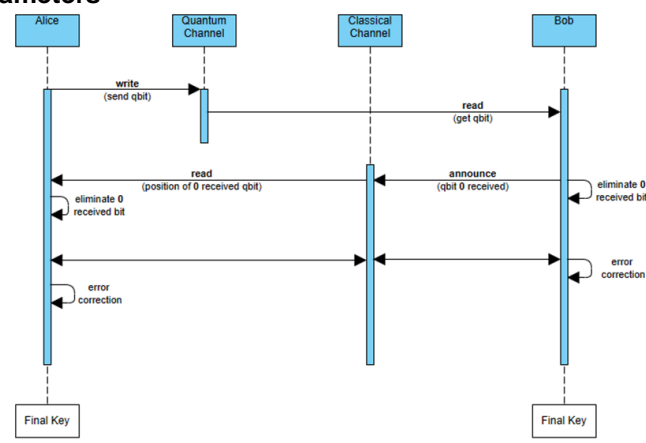 ameters
Alice
Quantum
Channel
Classical
Channel
Bob
write
(send qbit)
read
(get qbit)
read
(position of 0 received qbit)
announce
(qbit 0 received)
eliminate 0
received bit
eliminate 0
received bit
error
correction
error
correction
Final Key
Final Key